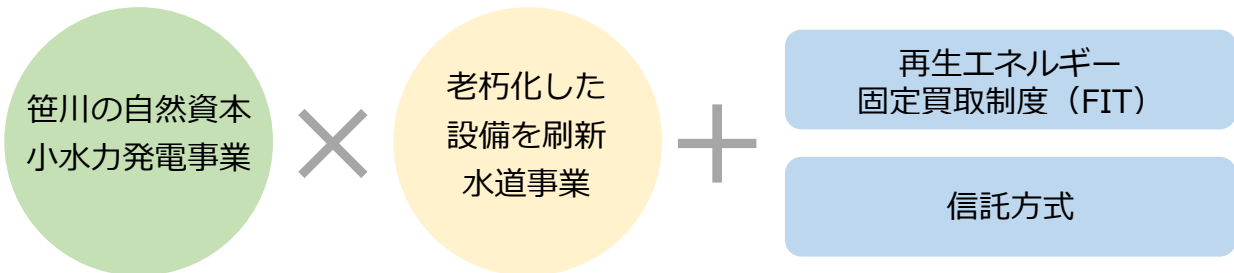 笹川の自然資本
小水力発電事業
×
老朽化した
設備を刷新
水道事業
+
再生エネルギー
固定買取制度（FIT）
信託方式